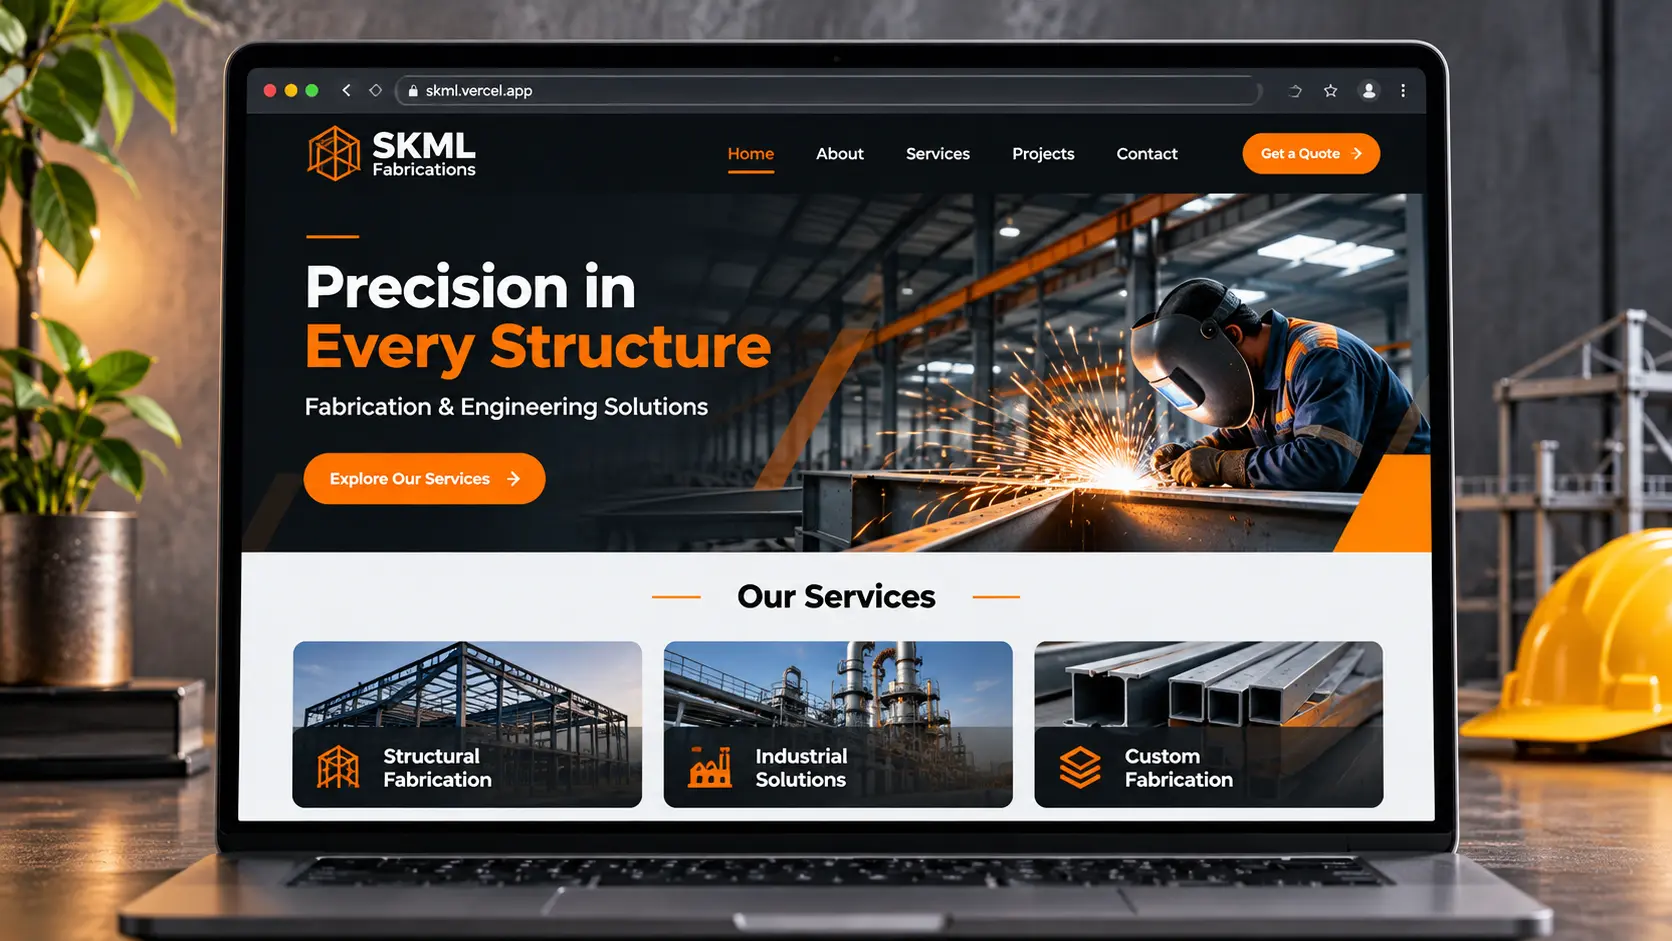 skml.vercel.app
SKML
Fabrications
Home
About
Services
Projects
Contact
Get a Quote
Precision in
Every Structure
Fabrication & Engineering Solutions
Explore Our Services
Our Services
Structural
Fabrication
Industrial
Solutions
Custom
Fabrication